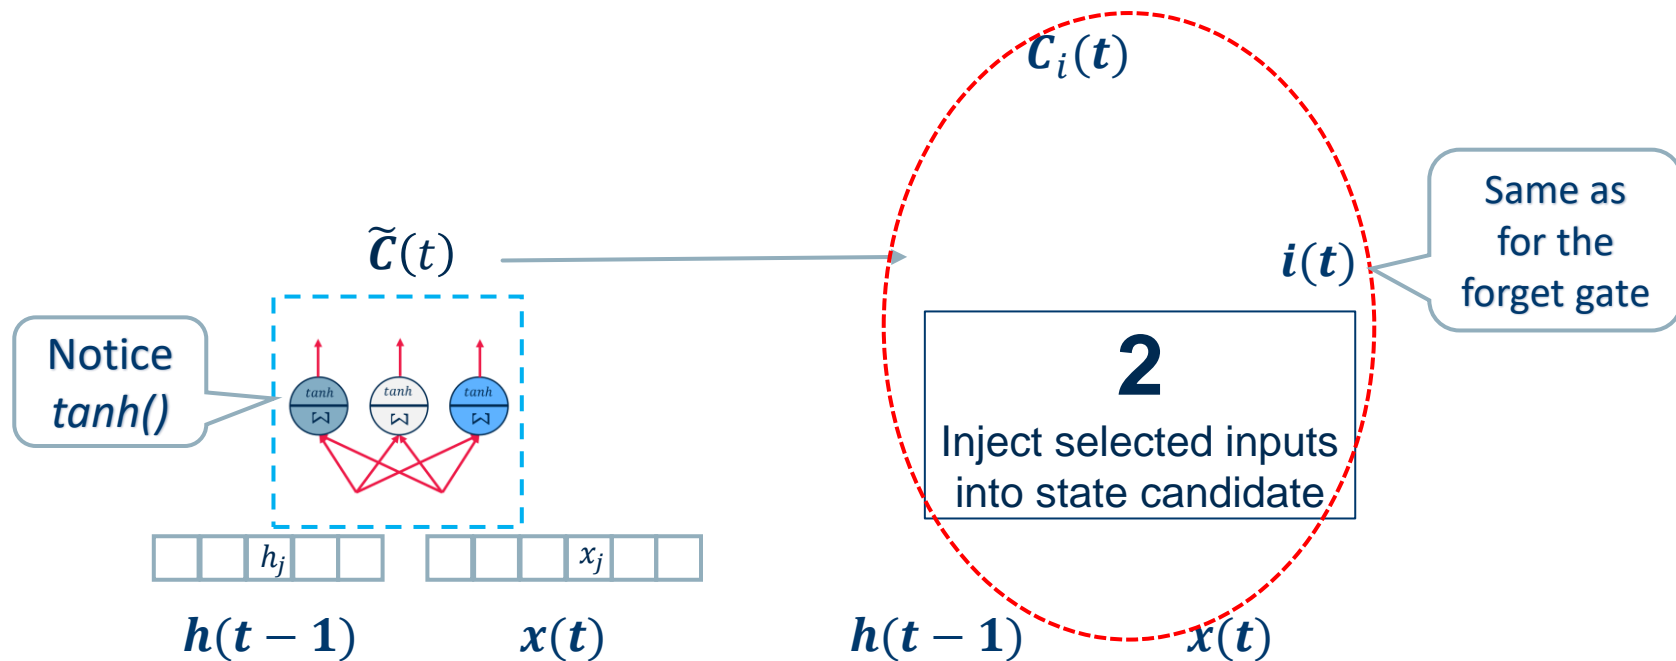 C_i(t)
C̃(t)
i(t)
Same as
for the
forget gate
Notice
tanh()
tanh
Σ
tanh
Σ
tanh
Σ
2
Inject selected inputs
into state candidate
h_j
x_j
h(t − 1)
x(t)
h(t − 1)
x(t)